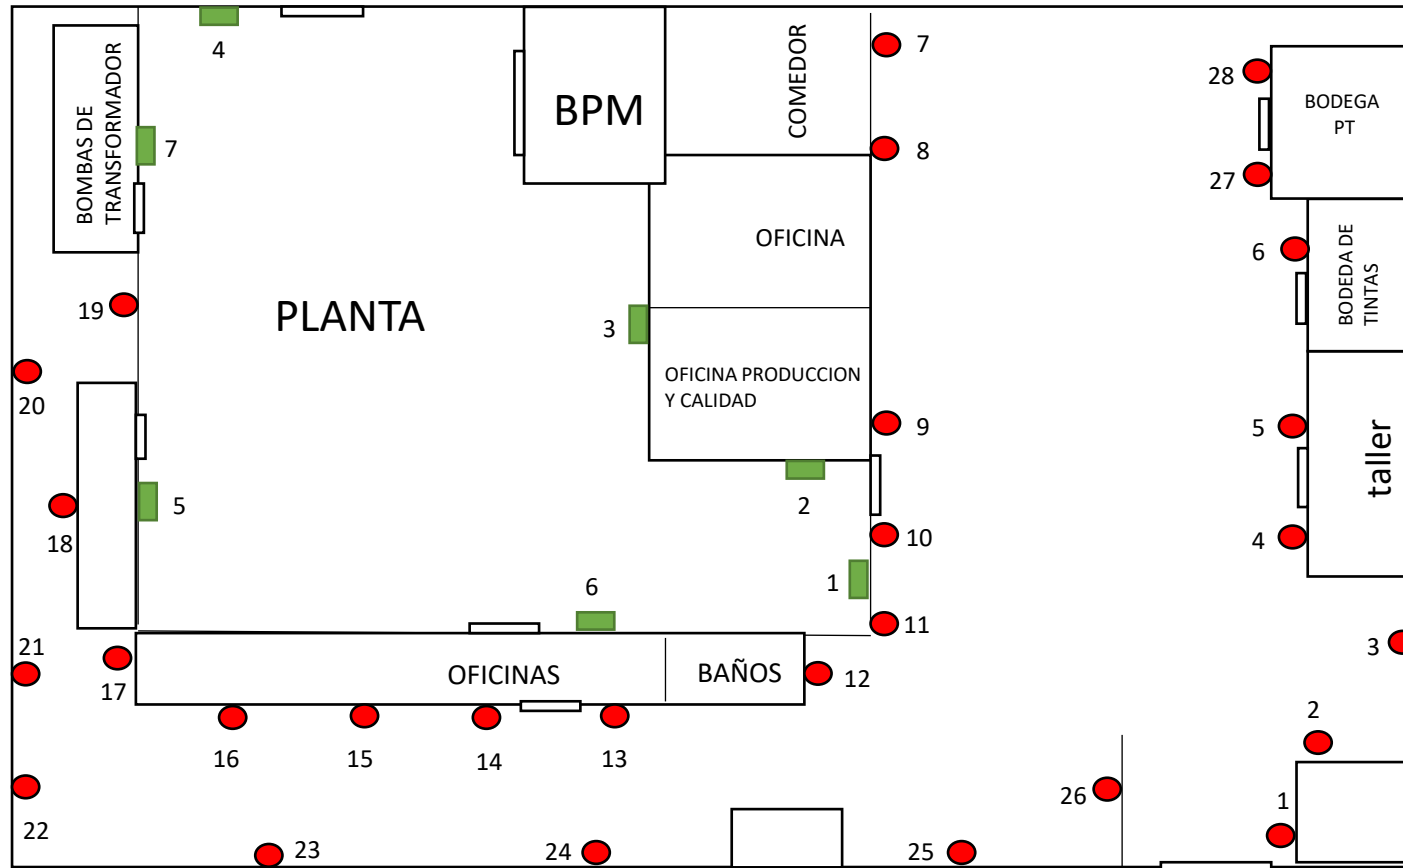 4
7
28
BOMBAS DE
TRANSFORMADOR
BPM
COMEDOR
BODEGA
PT
7
8
27
OFICINA
6
BODEDA DE
TINTAS
19
PLANTA
3
20
OFICINA PRODUCCION
Y CALIDAD
9
5
taller
5
2
18
10
4
6
1
11
21
17
OFICINAS
BAÑOS
12
3
16
15
14
13
2
26
1
22
23
24
25